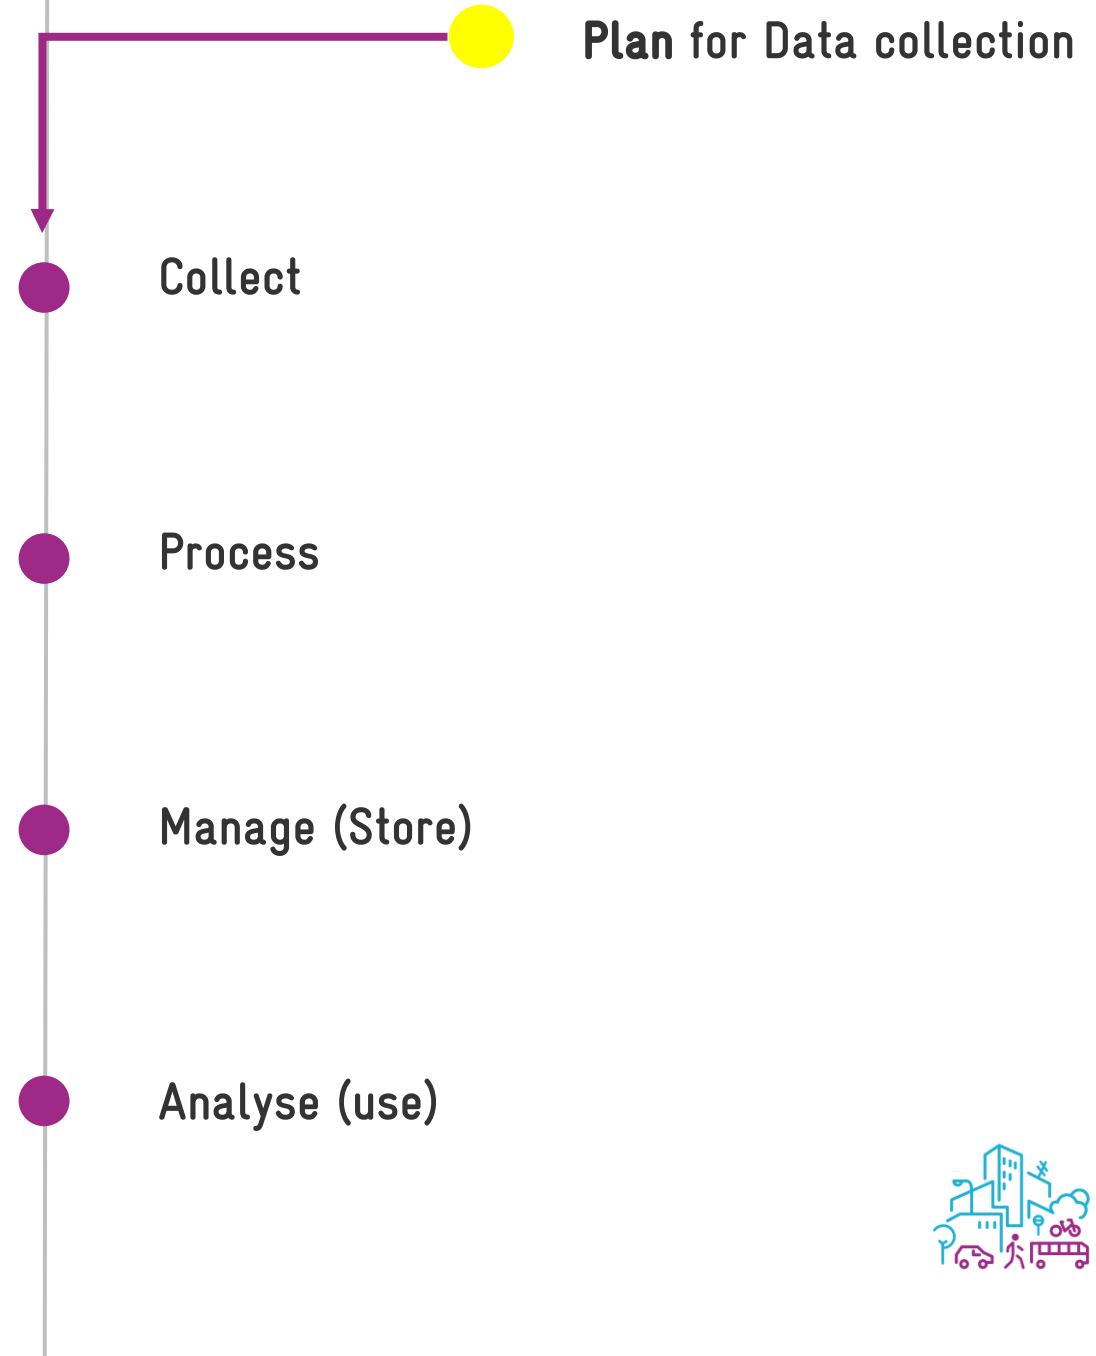 Plan for Data collection
Collect
Process
Manage (Store)
Analyse (use)